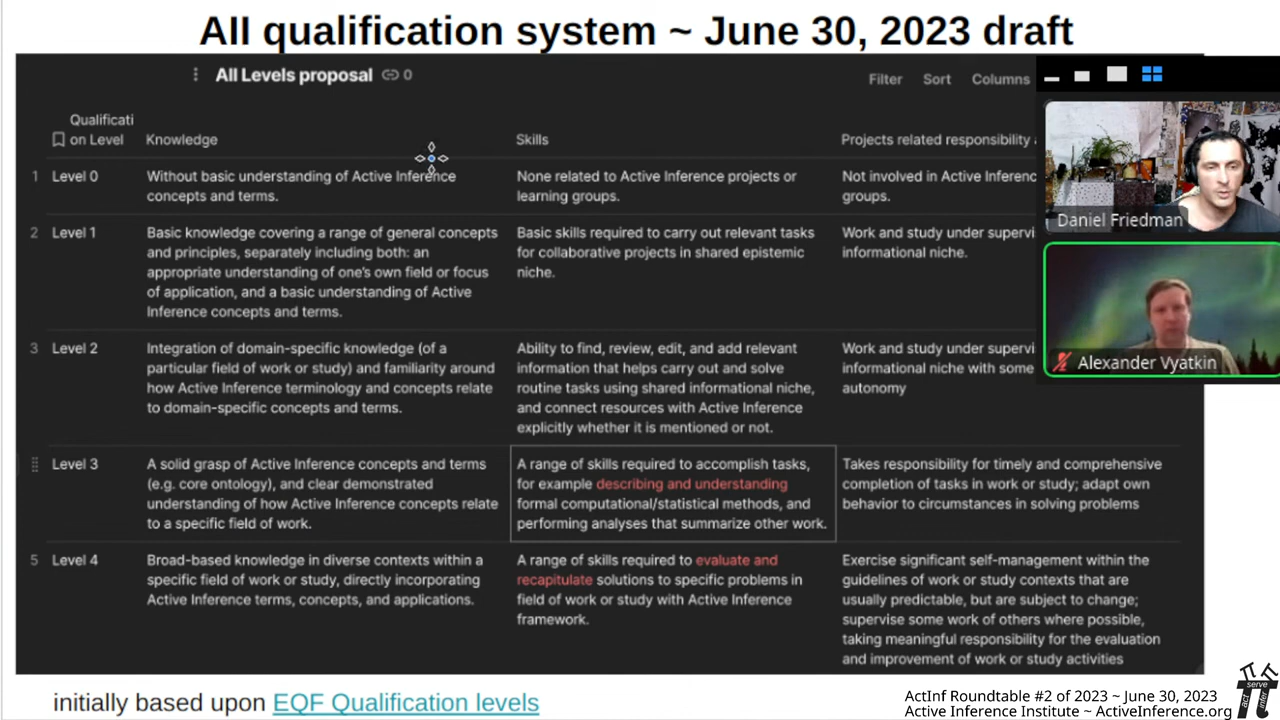 AII qualification system ~ June 30, 2023 draft
All Levels proposal 0
Filter Sort Columns
Qualificati
on Level Knowledge Skills Projects related responsibility
1 Level 0
Without basic understanding of Active Inference
concepts and terms.
None related to Active Inference projects or
learning groups.
Not involved in Active Inferenc
groups.
2 Level 1
Basic knowledge covering a range of general concepts
and principles, separately including both: an
appropriate understanding of one's own field or focus
of application, and a basic understanding of Active
Inference concepts and terms.
Basic skills required to carry out relevant tasks
for collaborative projects in shared epistemic
niche.
Work and study under supervi
informational niche.
3 Level 2
Integration of domain-specific knowledge (of a
particular field of work or study) and familiarity around
how Active Inference terminology and concepts relate
to domain-specific concepts and terms.
Ability to find, review, edit, and add relevant
information that helps carry out and solve
routine tasks using shared informational niche,
and connect resources with Active Inference
explicitly whether it is mentioned or not.
Work and study under supervi
informational niche with some
autonomy
Level 3
A solid grasp of Active Inference concepts and terms
(e.g. core ontology), and clear demonstrated
understanding of how Active Inference concepts relate
to a specific field of work.
A range of skills required to accomplish tasks,
for example describing and understanding
formal computational/statistical methods, and
performing analyses that summarize other work.
Takes responsibility for timely and comprehensive
completion of tasks in work or study; adapt own
behavior to circumstances in solving problems
5 Level 4
Broad-based knowledge in diverse contexts within a
specific field of work or study, directly incorporating
Active Inference terms, concepts, and applications.
A range of skills required to evaluate and
recapitulate solutions to specific problems in
field of work or study with Active Inference
framework.
Exercise significant self-management within the
guidelines of work or study contexts that are
usually predictable, but are subject to change;
supervise some work of others where possible,
taking meaningful responsibility for the evaluation
and improvement of work or study activities
Daniel Friedman
Alexander Vyatkin
initially based upon EQF Qualification levels
ActInf Roundtable #2 of 2023 ~ June 30, 2023
Active Inference Institute ~ ActiveInference.org
serve
act
infer